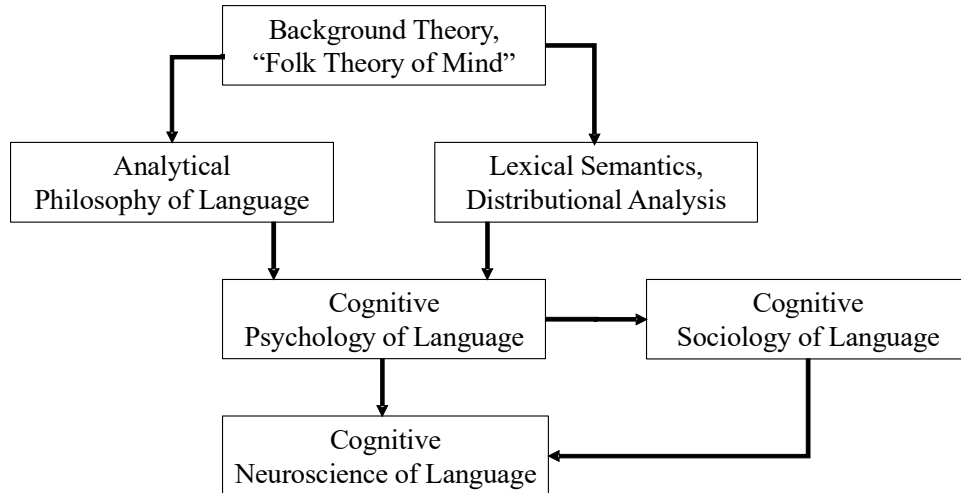 Background Theory,
“Folk Theory of Mind”
Analytical
Philosophy of Language
Lexical Semantics,
Distributional Analysis
Cognitive
Psychology of Language
Cognitive
Sociology of Language
Cognitive
Neuroscience of Language